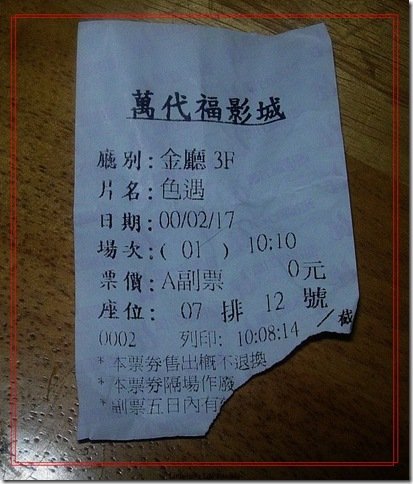 萬代福影城
廳別：金廳 3F
片名：色遇
日期：00/02/17
場次：( 01 ) 10:10
票價：A副票 0元
座位： 07 排 12 號
0002 列印： 10:08:14 / 截
*本票券售出概不退換
*本票券隔場作廢
*副票五日內有